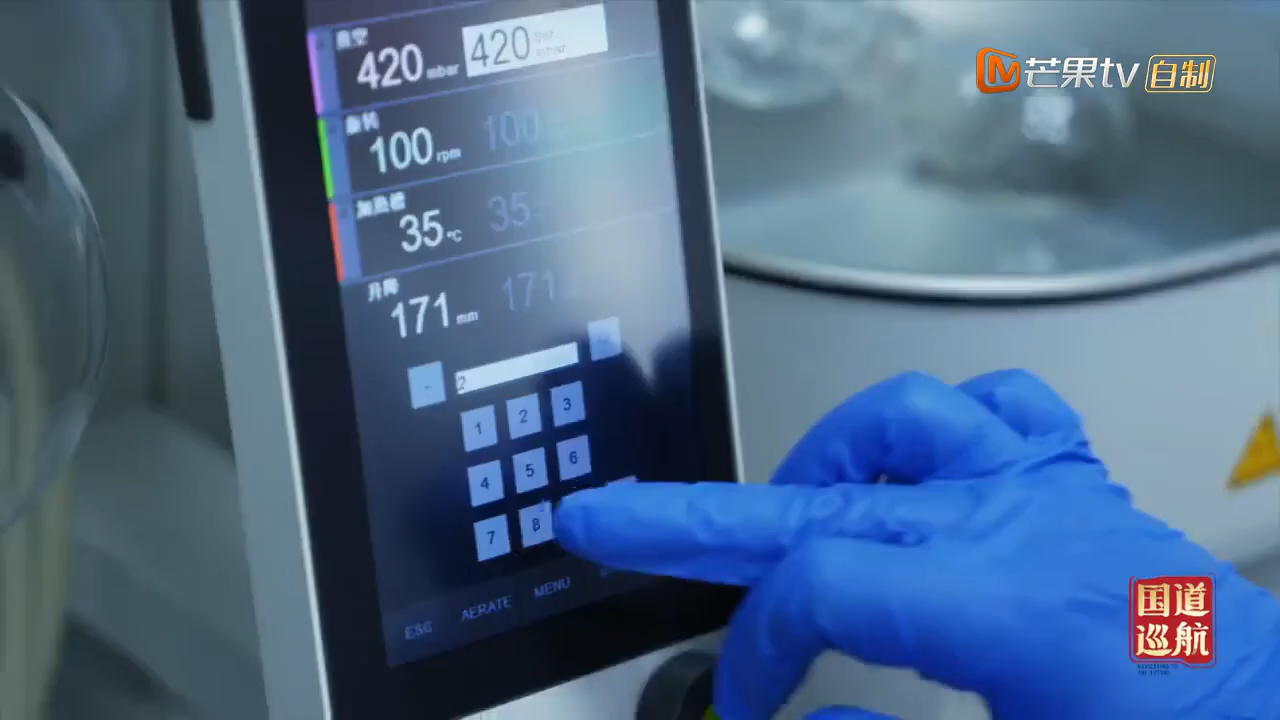 芒果tv 自制
真空
420 mbar 420
旋转
100 rpm 100
加热锅
35 °C 35
升降
171 mm 171
2
1 2 3
4 5 6
7 8
ESC AERATE MENU
国道
巡航